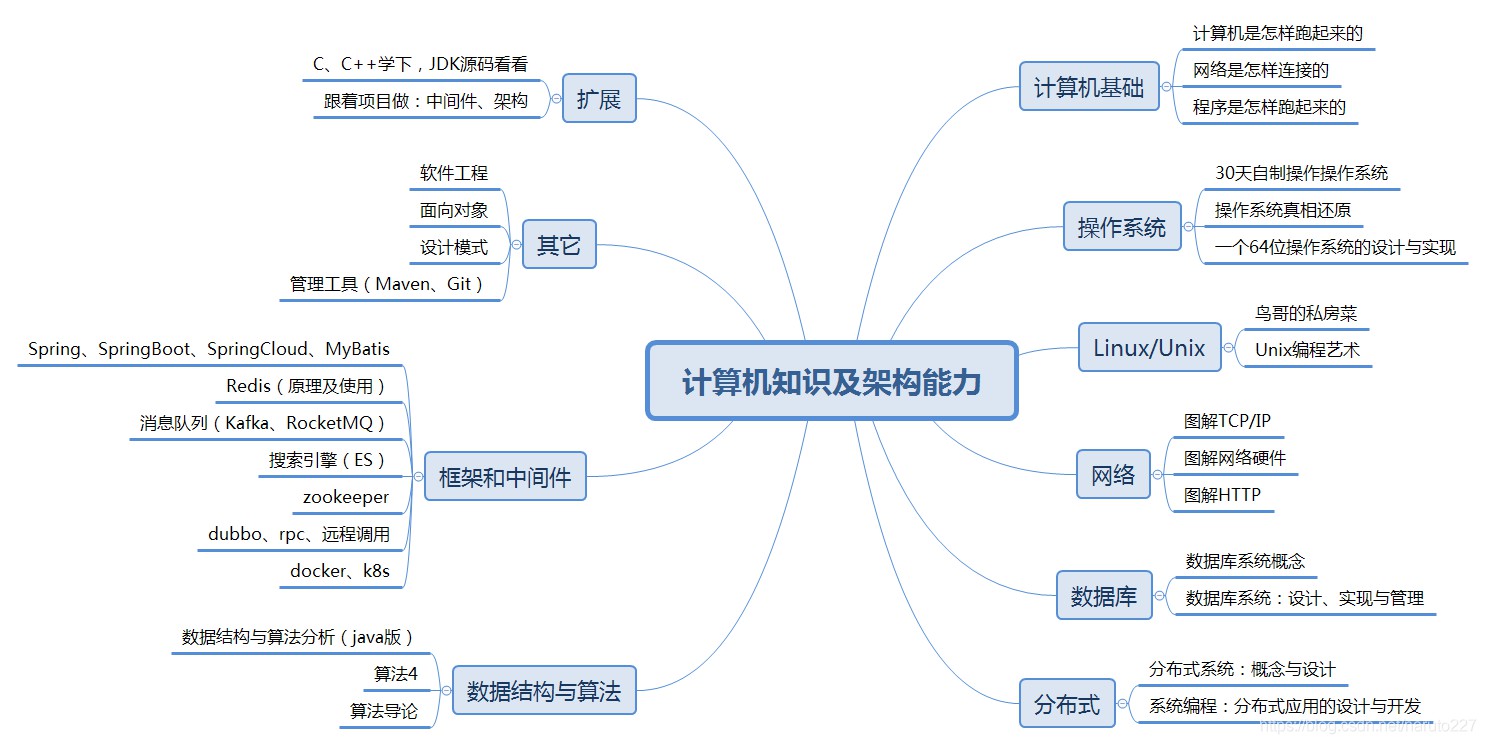 计算机知识及架构能力
计算机基础
计算机是怎样跑起来的
网络是怎样连接的
程序是怎样跑起来的
操作系统
30天自制操作操作系统
操作系统真相还原
一个64位操作系统的设计与实现
Linux/Unix
鸟哥的私房菜
Unix编程艺术
网络
图解TCP/IP
图解网络硬件
图解HTTP
数据库
数据库系统概念
数据库系统：设计、实现与管理
分布式
分布式系统：概念与设计
系统编程：分布式应用的设计与开发
扩展
C、C++学下，JDK源码看看
跟着项目做：中间件、架构
其它
软件工程
面向对象
设计模式
管理工具（Maven、Git）
框架和中间件
Spring、SpringBoot、SpringCloud、MyBatis
Redis（原理及使用）
消息队列（Kafka、RocketMQ）
搜索引擎（ES）
zookeeper
dubbo、rpc、远程调用
docker、k8s
数据结构与算法
数据结构与算法分析（java版）
算法4
算法导论
https://blog.csdn.net/naruto227